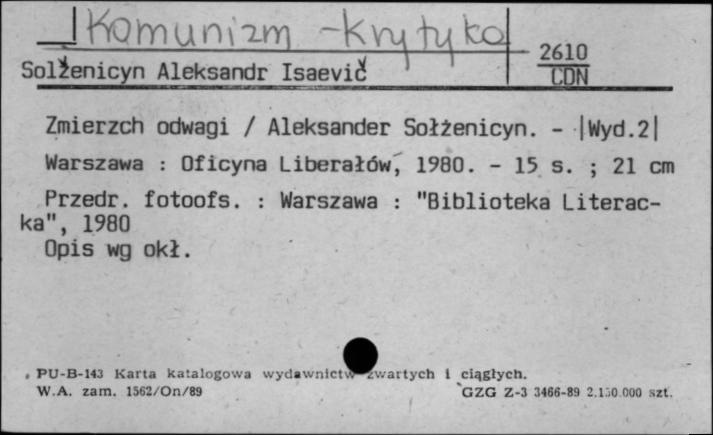 Komunizm - krytyka
2610
CDN
Solženicyn Aleksandr Isaevič
Zmierzch odwagi / Aleksander Sołżenicyn. - |Wyd.2|
Warszawa : Oficyna Liberałów, 1980. - 15 s. ; 21 cm
Przedr. fotoofs. : Warszawa : "Biblioteka Literac-
ka", 1980
Opis wg okł.
PU-B-143 Karta katalogowa wydawnictw zwartych i ciągłych.
W.A. zam. 1562/On/89
GZG Z-3 3466-89 2.150.000 szt.